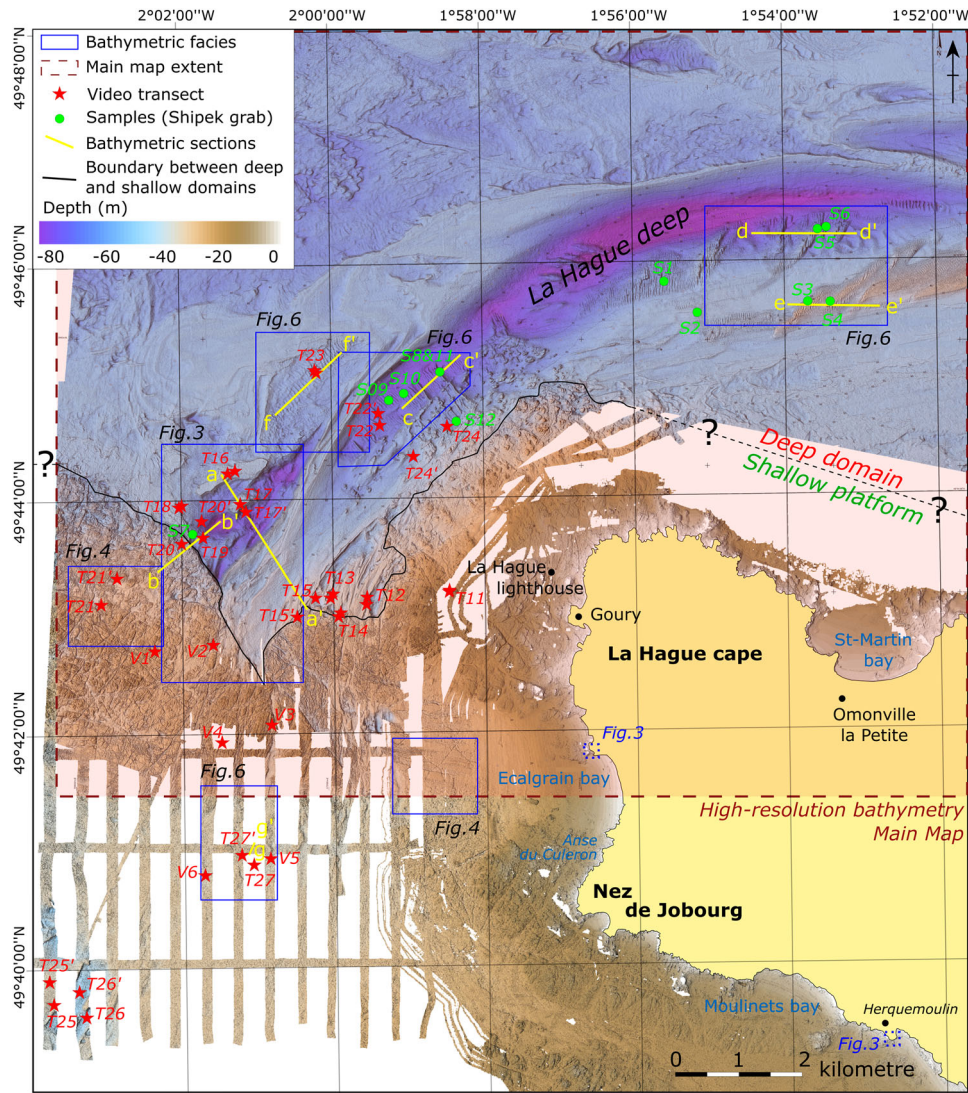 2°02'00"W
2°00'00"W
1°58'00"W
1°56'00"W
1°54'00"W
1°52'00"W
49°48'00"N
49°46'00"N
49°44'00"N
49°42'00"N
49°40'00"N
Bathymetric facies
Main map extent
Video transect
Samples (Shipek grab)
Bathymetric sections
Boundary between deep
and shallow domains
Depth (m)
-80 -60 -40 -20 0
N
La Hague deep
d
d'
S6
S5
S1
S3
e
e'
S4
S2
Fig.6
Fig.6
f'
T23
f
Fig.6
S8&11
c'
S10
S09
c
T22'
T22
S12
T24
T24'
Fig.3
T16
a
T17
T17'
T18
T20'
b'
T20
T19
b
?
?
?
Deep domain
Shallow platform
Fig.4
T21'
T21
T13
T15
T12
T15'
a'
T14
T11
V1
V2
V3
V4
La Hague
lighthouse
Goury
La Hague cape
St-Martin
bay
Omonville
la Petite
Fig.3
Ecalgrain bay
Fig.6
Fig.4
High-resolution bathymetry
Main Map
g'
T27'
g
V5
V6
T27
Anse
du Culeron
Nez
de Jobourg
T25'
T26'
T25
T26
Moulinets bay
Herquemoulin
Fig.3
0 1 2
kilometre